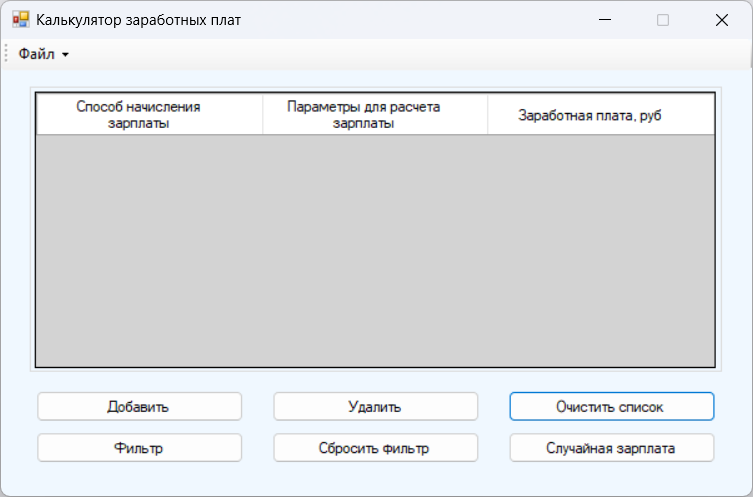 Калькулятор заработных плат
Файл
Способ начисления
зарплаты
Параметры для расчета
зарплаты
Заработная плата, руб
Добавить
Удалить
Очистить список
Фильтр
Сбросить фильтр
Случайная зарплата